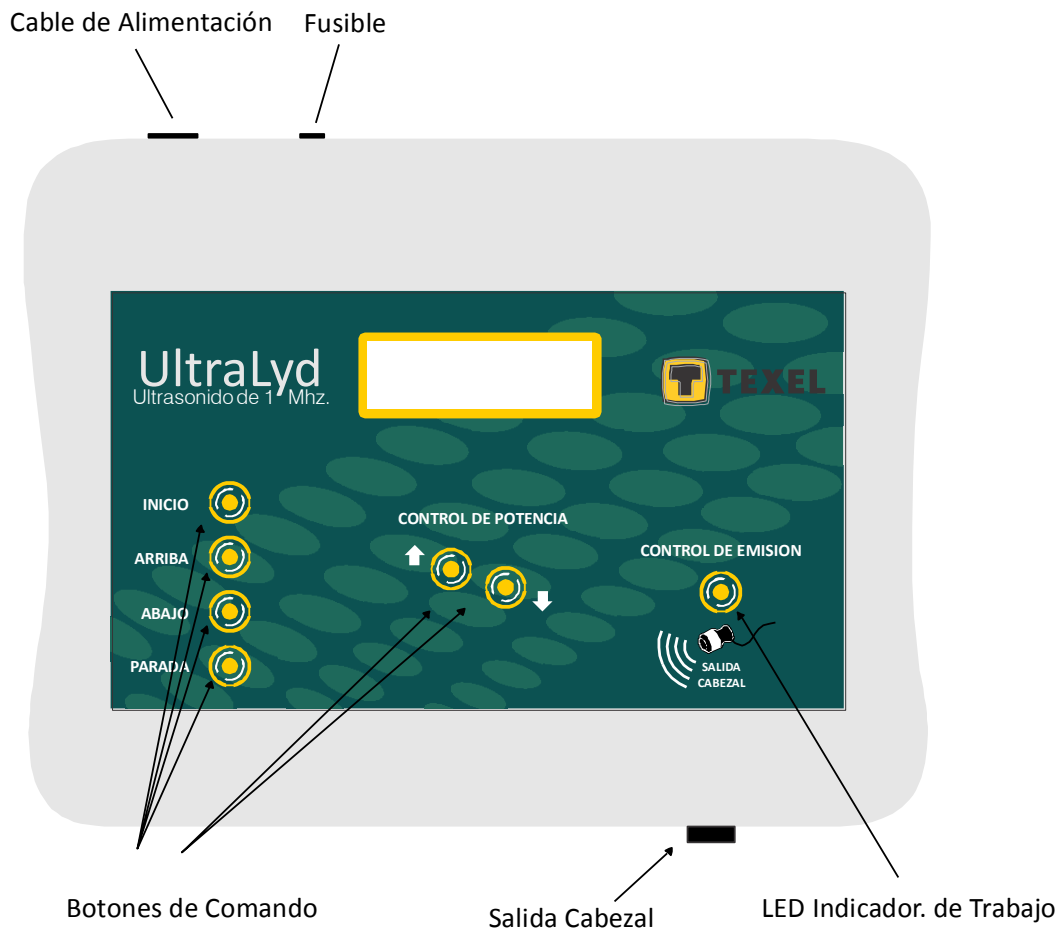 Cable de Alimentación
Fusible
UltraLyd
Ultrasonido de 1 Mhz.
TEXEL
INICIO
ARRIBA
ABAJO
PARADA
CONTROL DE POTENCIA
CONTROL DE EMISION
SALIDA
CABEZAL
Botones de Comando
Salida Cabezal
LED Indicador. de Trabajo